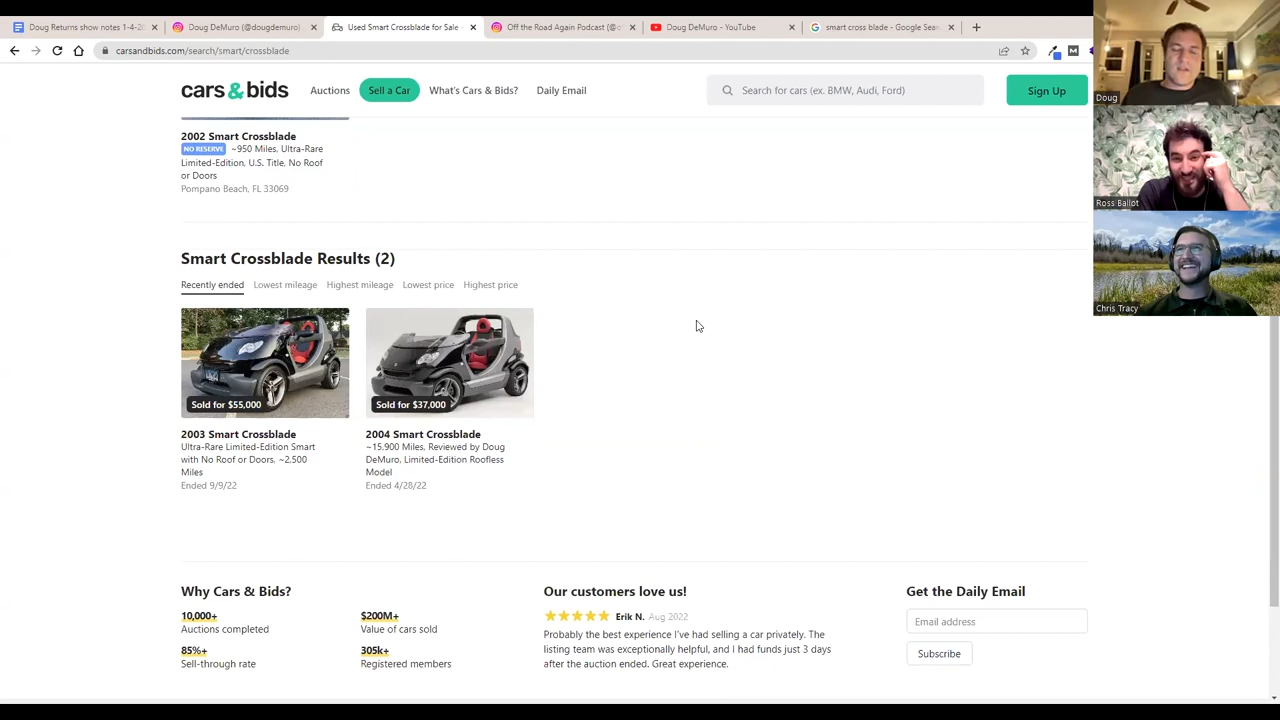 Doug Returns show notes 1-4-2
Doug DeMuro (@dougdemuro)
Used Smart Crossblade for Sale -
Off the Road Again Podcast (@o
Doug DeMuro - YouTube
smart cross blade - Google Sea
carsandbids.com/search/smart/crossblade
cars&bids
Auctions
Sell a Car
What's Cars & Bids?
Daily Email
Search for cars (ex. BMW, Audi, Ford)
Sign Up
Doug
Ross Ballot
Chris Tracy
2002 Smart Crossblade
NO RESERVE ~950 Miles, Ultra-Rare
Limited-Edition, U.S. Title, No Roof
or Doors
Pompano Beach, FL 33069
Smart Crossblade Results (2)
Recently ended
Lowest mileage
Highest mileage
Lowest price
Highest price
Sold for $55,000
2003 Smart Crossblade
Ultra-Rare Limited-Edition Smart
with No Roof or Doors, ~2,500
Miles
Ended 9/9/22
Sold for $37,000
2004 Smart Crossblade
~15,900 Miles, Reviewed by Doug
DeMuro, Limited-Edition Roofless
Model
Ended 4/28/22
Why Cars & Bids?
10,000+
Auctions completed
$200M+
Value of cars sold
85%+
Sell-through rate
305k+
Registered members
Our customers love us!
Erik N. Aug 2022
Probably the best experience I've had selling a car privately. The
listing team was exceptionally helpful, and I had funds just 3 days
after the auction ended. Great experience.
Get the Daily Email
Email address
Subscribe